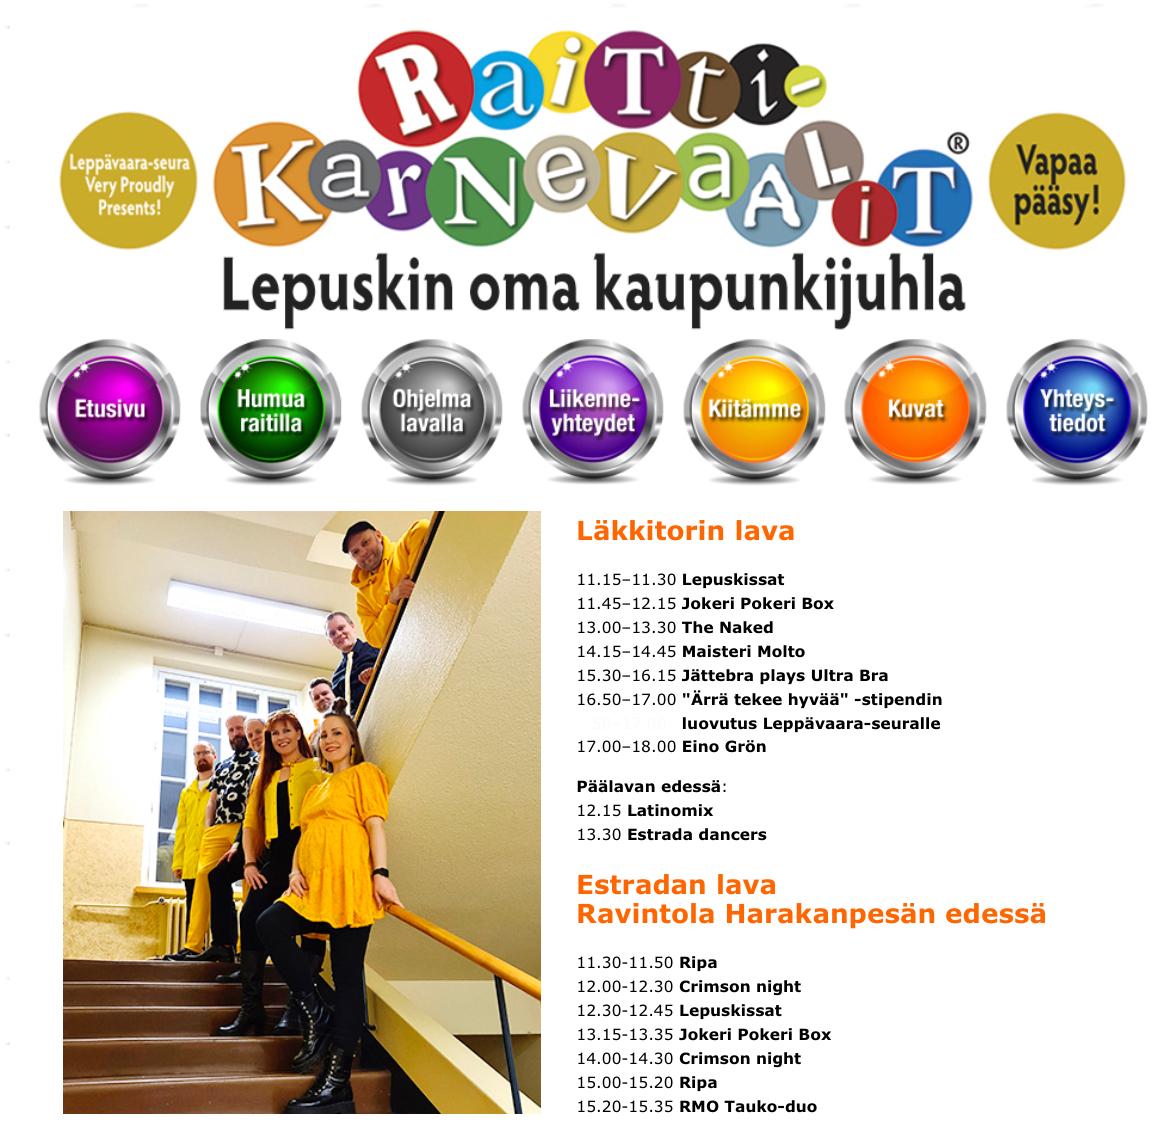 Raitti-
Karnevaalit®
Leppävaara-seura
Very Proudly
Presents!
Vapaa
pääsy!
Lepuskin oma kaupunkijuhla
Etusivu
Humua
raitilla
Ohjelma
lavalla
Liikenne-
yhteydet
Kiitämme
Kuvat
Yhteys-
tiedot
Läkkitorin lava
11.15–11.30 Lepuskissat
11.45–12.15 Jokeri Pokeri Box
13.00–13.30 The Naked
14.15–14.45 Maisteri Molto
15.30–16.15 Jättebra plays Ultra Bra
16.50–17.00 "Ärrä tekee hyvää" -stipendin
luovutus Leppävaara-seuralle
17.00–18.00 Eino Grön
Päälavan edessä:
12.15 Latinomix
13.30 Estrada dancers
Estradan lava
Ravintola Harakanpesän edessä
11.30-11.50 Ripa
12.00-12.30 Crimson night
12.30-12.45 Lepuskissat
13.15-13.35 Jokeri Pokeri Box
14.00-14.30 Crimson night
15.00-15.20 Ripa
15.20-15.35 RMO Tauko-duo